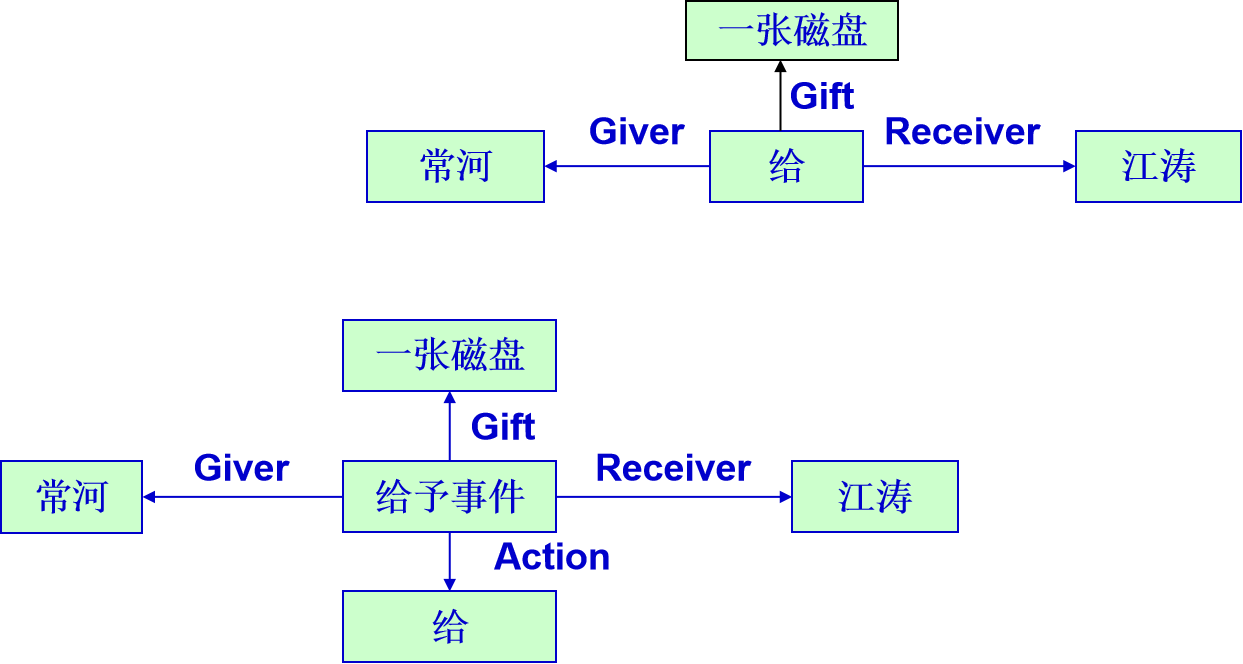 一张磁盘
Gift
Giver
Receiver
常河
给
江涛
一张磁盘
Gift
Giver
Receiver
常河
给予事件
江涛
Action
给